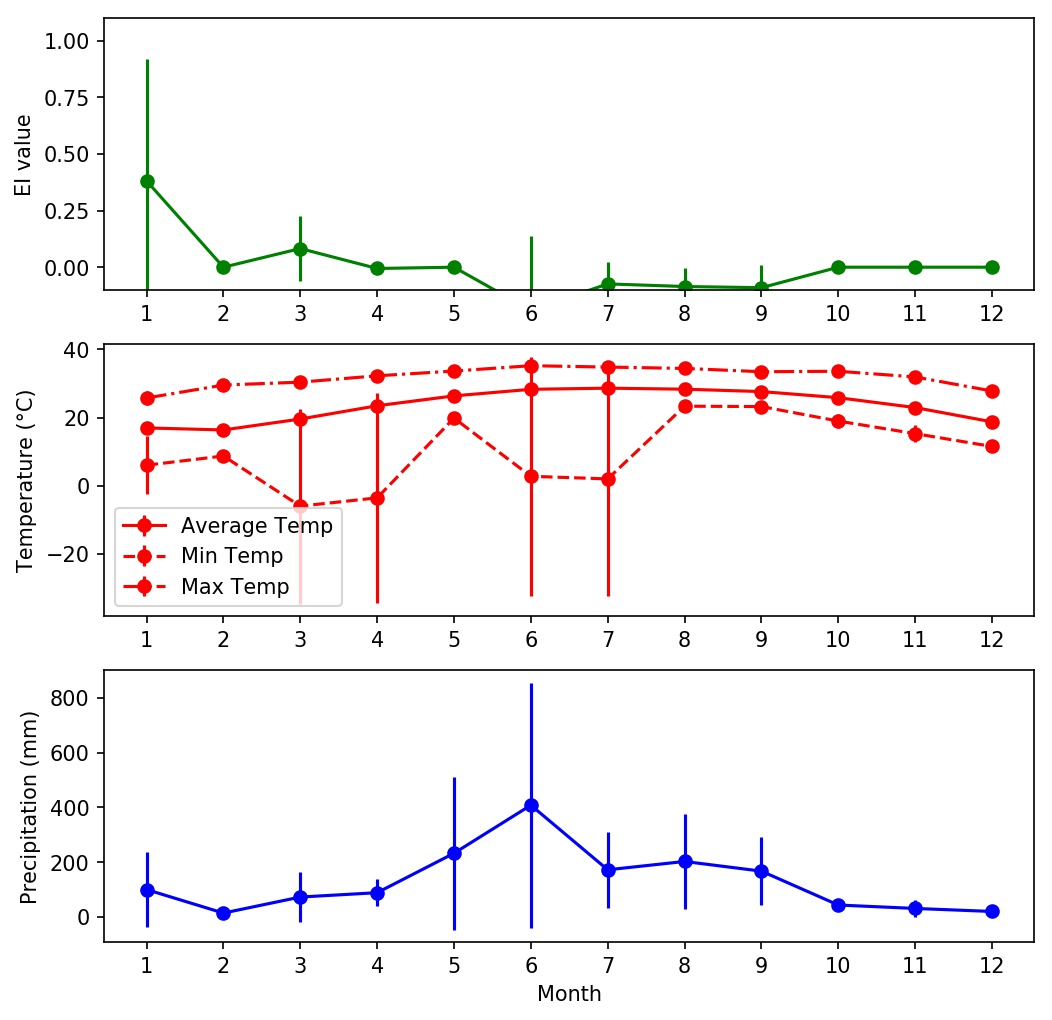 EI value
1.00
0.75
0.50
0.25
0.00
1 2 3 4 5 6 7 8 9 10 11 12
Temperature (°C)
40
20
0
−20
Average Temp
Min Temp
Max Temp
1 2 3 4 5 6 7 8 9 10 11 12
Precipitation (mm)
800
600
400
200
0
1 2 3 4 5 6 7 8 9 10 11 12
Month